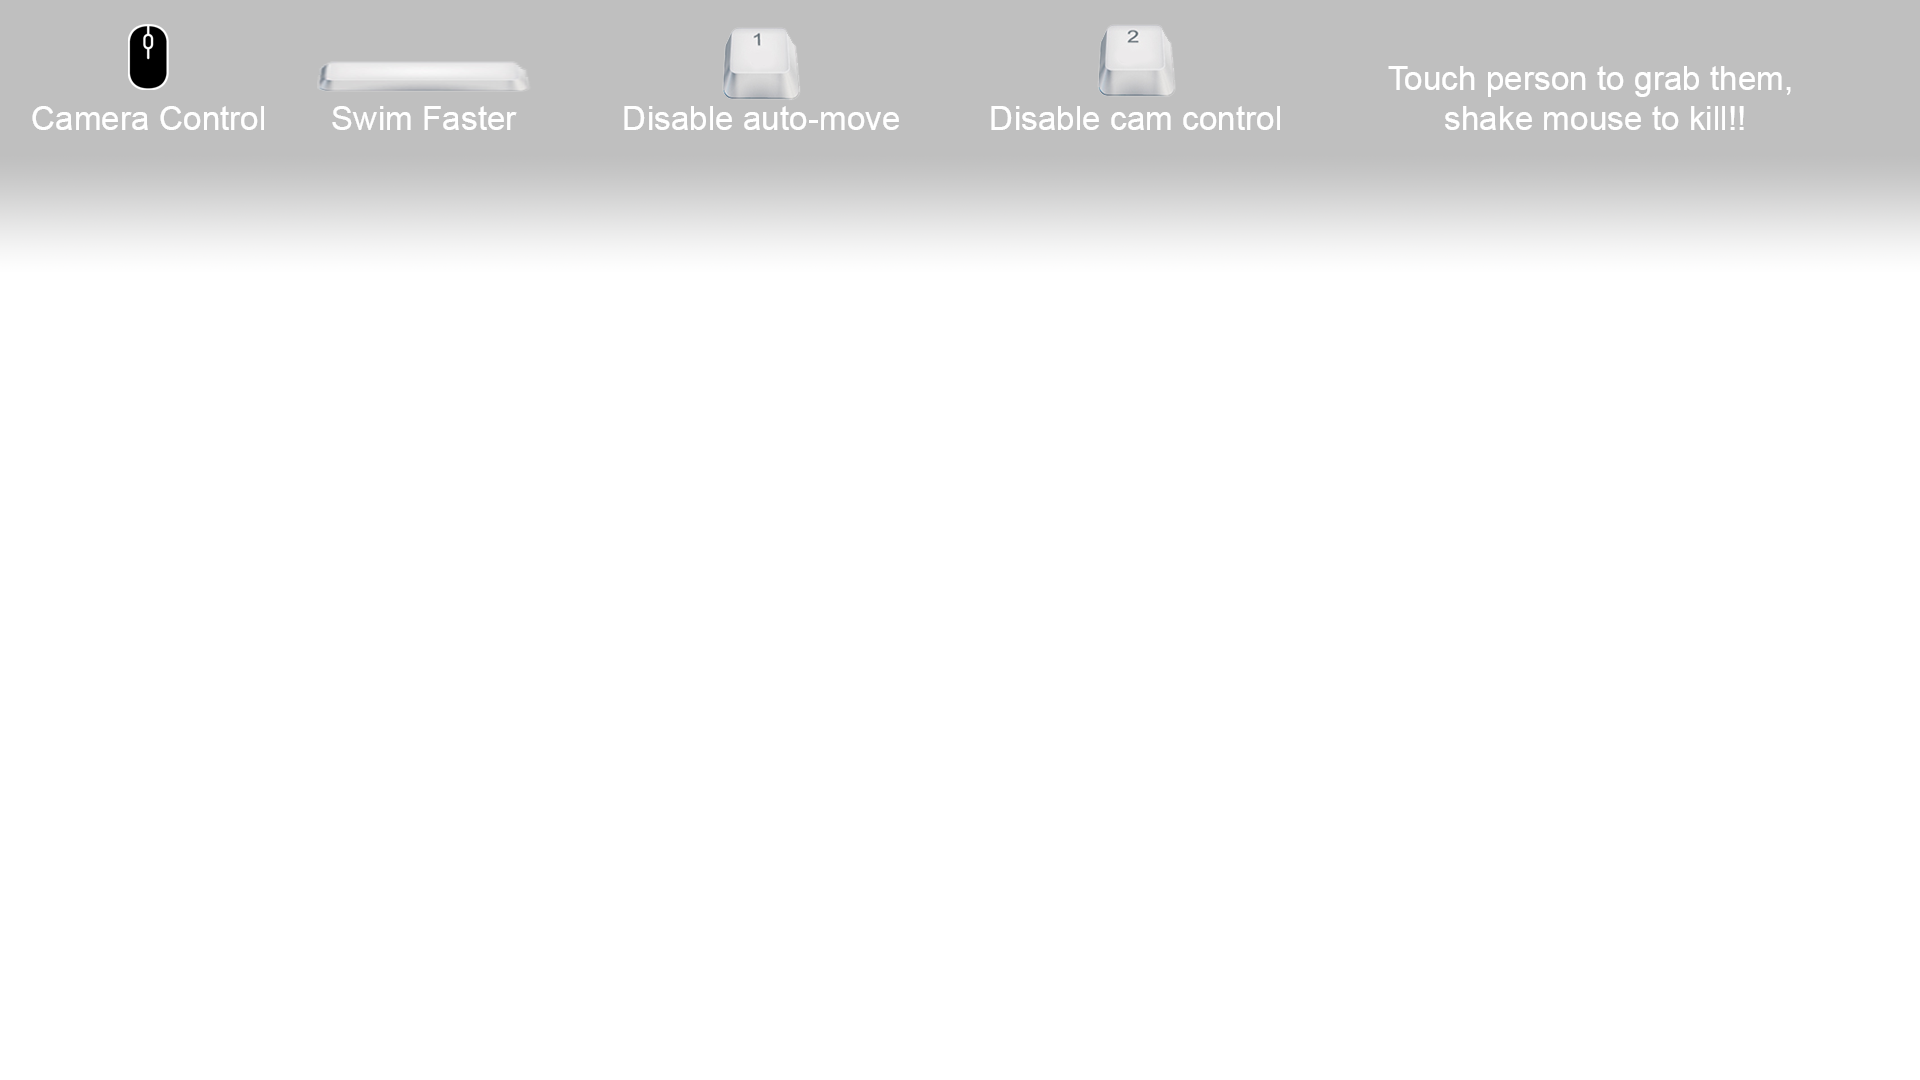 1
2
Touch person to grab them,
Camera Control
Swim Faster
Disable auto-move
Disable cam control
shake mouse to kill!!